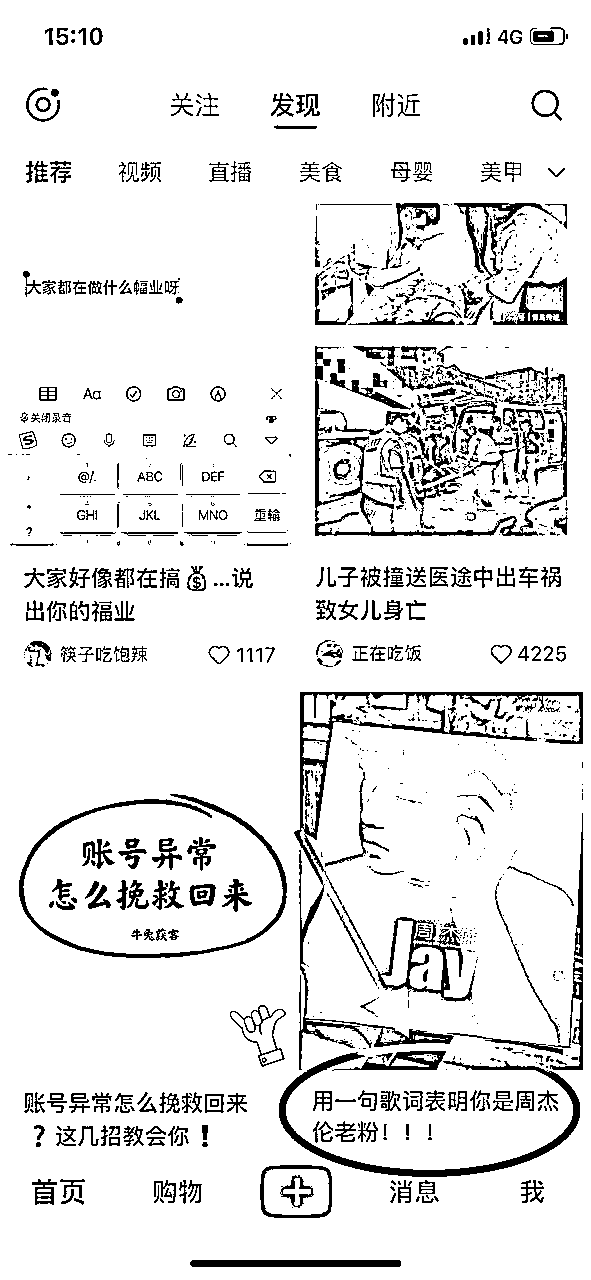 15:10
4G
关注 发现 附近
推荐 视频 直播 美食 母婴 美甲
大家都在做什么幅业呀
Aa
关闭录音
@/. ABC DEF
GHI JKL MNO 重输
?
大家好像都在搞💰...说
出你的福业
筷子吃饱辣 1117
儿子被撞送医途中出车祸
致女儿身亡
正在吃饭 4225
账号异常
怎么挽救回来
牛兔获客
账号异常怎么挽救回来
？这几招教会你❗
周杰
Jay
用一句歌词表明你是周杰
伦老粉！！！
首页 购物 消息 我